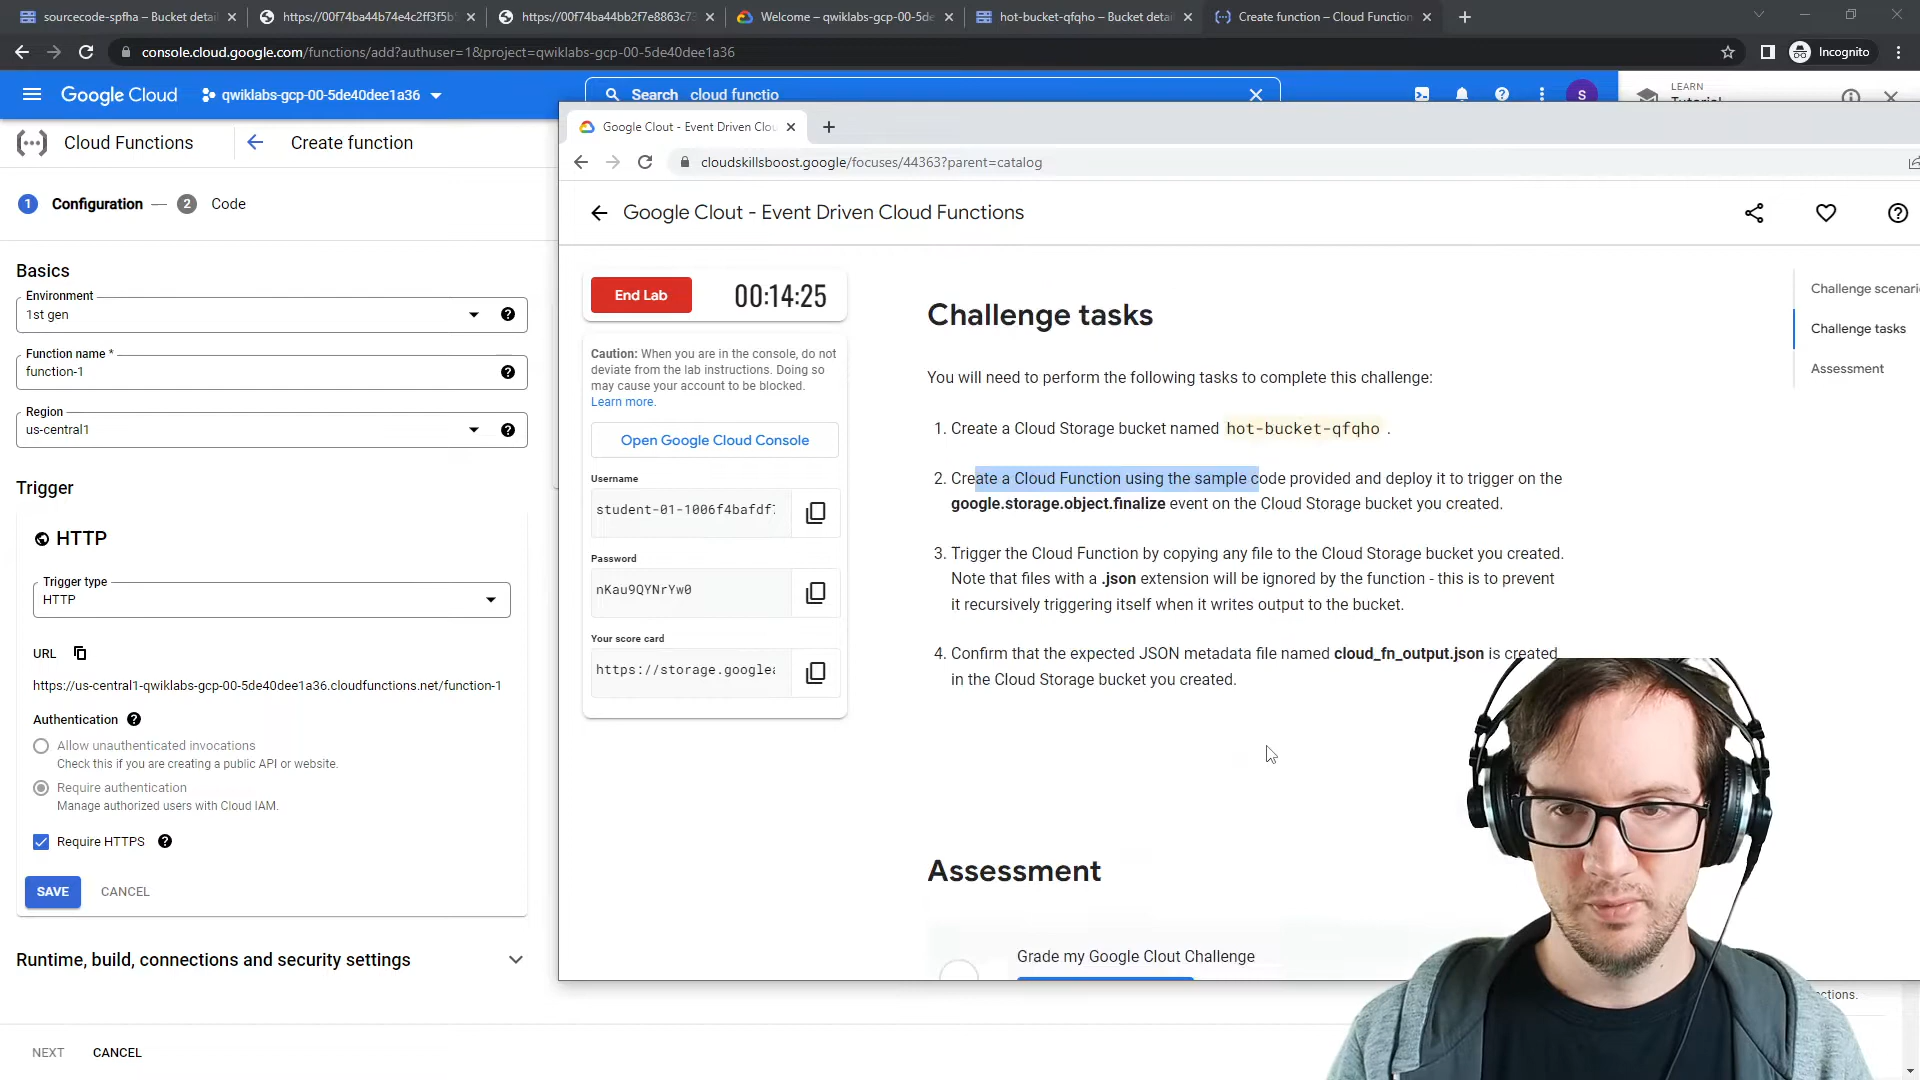 sourcecode-spfha – Bucket detai
https://00f74ba44b74e4c2ff3f5b
https://00f74ba44bb2f7e8863c73
Welcome – qwiklabs-gcp-00-5de
hot-bucket-qfqho – Bucket detai
Create function – Cloud Function
console.cloud.google.com/functions/add?authuser=1&project=qwiklabs-gcp-00-5de40dee1a36
Incognito
Google Cloud
qwiklabs-gcp-00-5de40dee1a36
Search cloud functio
S
LEARN
Tutorial
Cloud Functions
Create function
1 Configuration — 2 Code
Basics
Environment
1st gen
Function name *
function-1
Region
us-central1
Trigger
HTTP
Trigger type
HTTP
URL
https://us-central1-qwiklabs-gcp-00-5de40dee1a36.cloudfunctions.net/function-1
Authentication
Allow unauthenticated invocations
Check this if you are creating a public API or website.
Require authentication
Manage authorized users with Cloud IAM.
Require HTTPS
SAVE
CANCEL
Runtime, build, connections and security settings
NEXT
CANCEL
Google Clout - Event Driven Clou
cloudskillsboost.google/focuses/44363?parent=catalog
Google Clout - Event Driven Cloud Functions
End Lab
00:14:25
Caution: When you are in the console, do not
deviate from the lab instructions. Doing so
may cause your account to be blocked.
Learn more.
Open Google Cloud Console
Username
student-01-1006f4bafdf
Password
nKau9QYNrYw0
Your score card
https://storage.google
Challenge tasks
You will need to perform the following tasks to complete this challenge:
1. Create a Cloud Storage bucket named hot-bucket-qfqho .
2. Create a Cloud Function using the sample code provided and deploy it to trigger on the
google.storage.object.finalize event on the Cloud Storage bucket you created.
3. Trigger the Cloud Function by copying any file to the Cloud Storage bucket you created.
Note that files with a .json extension will be ignored by the function - this is to prevent
it recursively triggering itself when it writes output to the bucket.
4. Confirm that the expected JSON metadata file named cloud_fn_output.json is created
in the Cloud Storage bucket you created.
Assessment
Grade my Google Clout Challenge
Challenge scenari
Challenge tasks
Assessment
ctions.